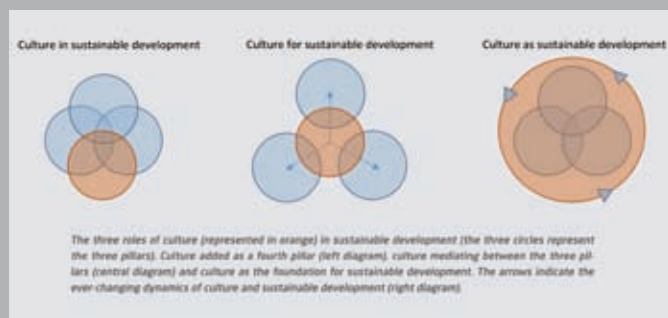 Culture in sustainable development
Culture for sustainable development
Culture as sustainable development
The three roles of culture (represented in orange) in sustainable development (the three circles represent
the three pillars). Culture added as a fourth pillar (left diagram), culture mediating between the three pil-
lars (central diagram) and culture as the foundation for sustainable development. The arrows indicate the
ever-changing dynamics of culture and sustainable development (right diagram).